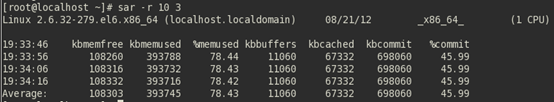 [root@localhost ~]# sar -r 10 3
Linux 2.6.32-279.el6.x86_64 (localhost.localdomain) 08/21/12 _x86_64_ (1 CPU)
19:33:46 kbmemfree kbmemused %memused kbbuffers kbcached kbcommit %commit
19:33:56 108260 393788 78.44 11060 67332 698060 45.99
19:34:06 108316 393732 78.43 11060 67332 698060 45.99
19:34:16 108332 393716 78.42 11060 67332 698060 45.99
Average: 108303 393745 78.43 11060 67332 698060 45.99